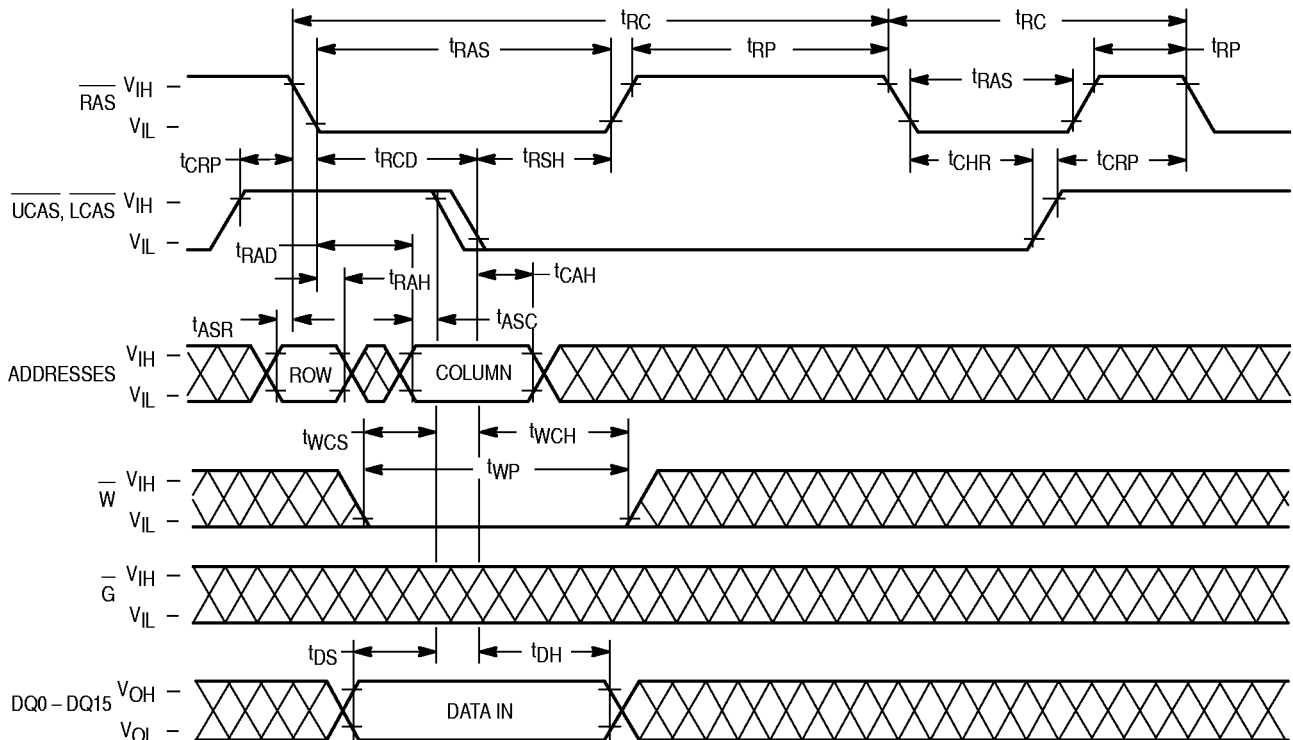 tRC tRC
tRAS tRP tRP
tRAS
RAS VIH –
VIL –
tCRP tRCD tRSH tCHR tCRP
UCAS, LCAS VIH –
VIL –
tRAD
tRAH tCAH
tASR tASC
ADDRESSES VIH –
VIL –
ROW COLUMN
tWCS tWCH
tWP
W VIH –
VIL –
G VIH –
VIL –
tDS tDH
DQ0 – DQ15 VOH –
VOL –
DATA IN